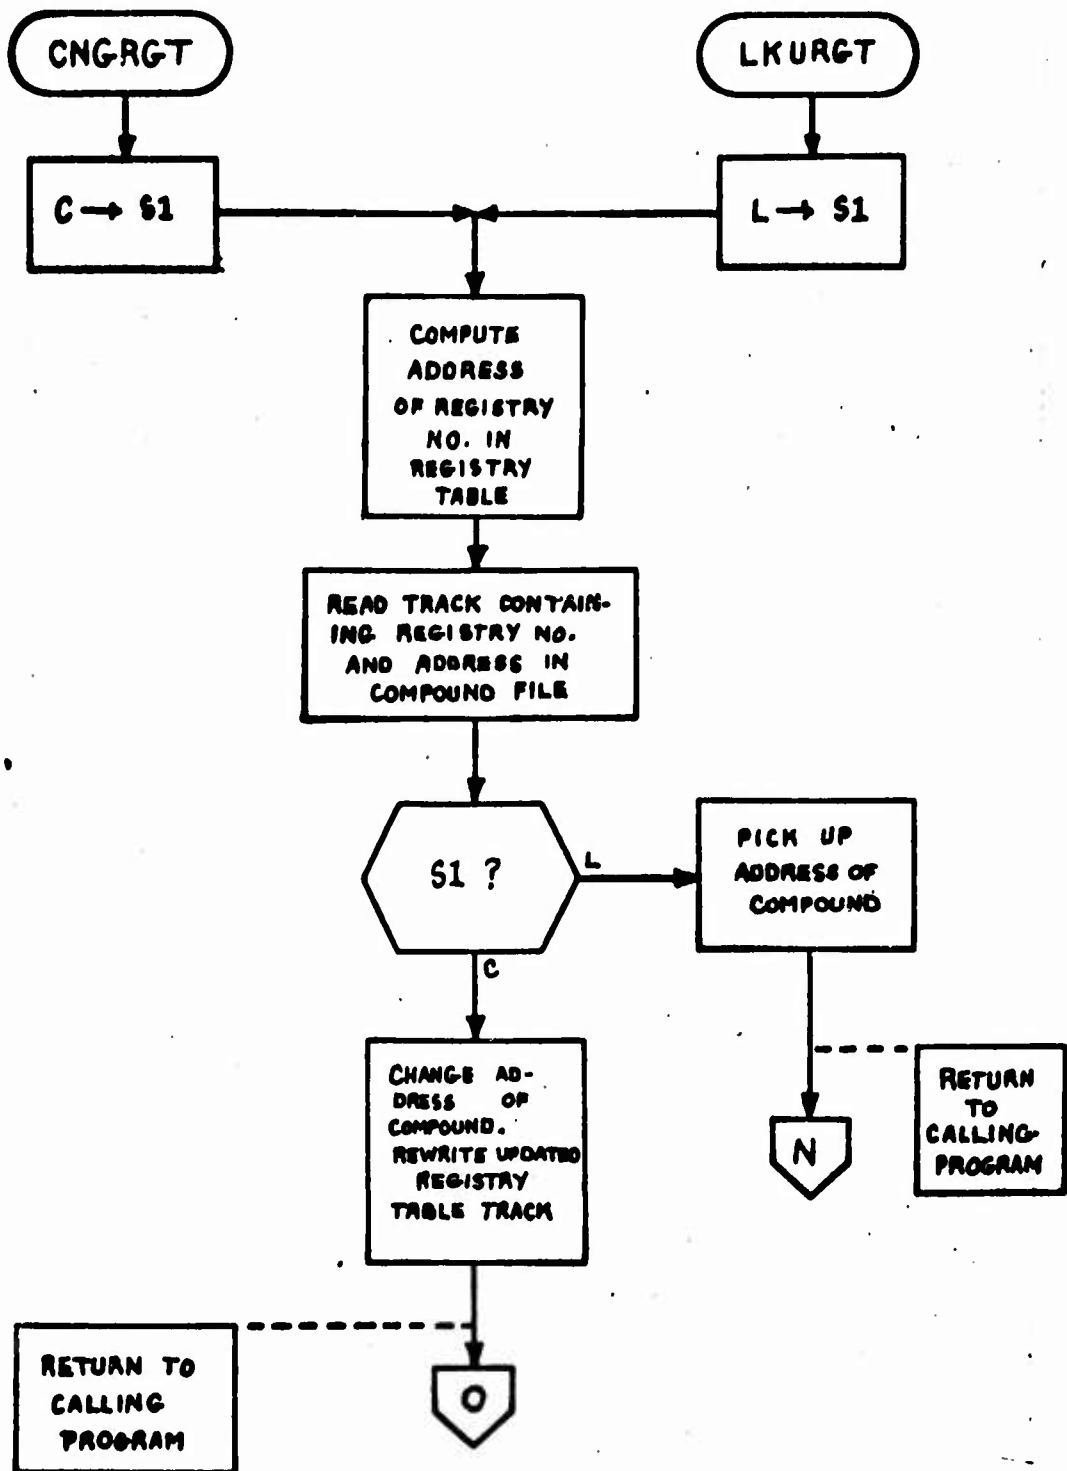 CNGRGT
LKURGT
C → S1
L → S1
COMPUTE
ADDRESS
OF REGISTRY
NO. IN
REGISTRY
TABLE
READ TRACK CONTAIN-
ING REGISTRY NO.
AND ADDRESS IN
COMPOUND FILE
S1 ?
L
PICK UP
ADDRESS OF
COMPOUND
C
CHANGE AD-
DRESS OF
COMPOUND.
REWRITE UPDATED
REGISTRY
TABLE TRACK
RETURN
TO
CALLING
PROGRAM
N
RETURN TO
CALLING
PROGRAM
O